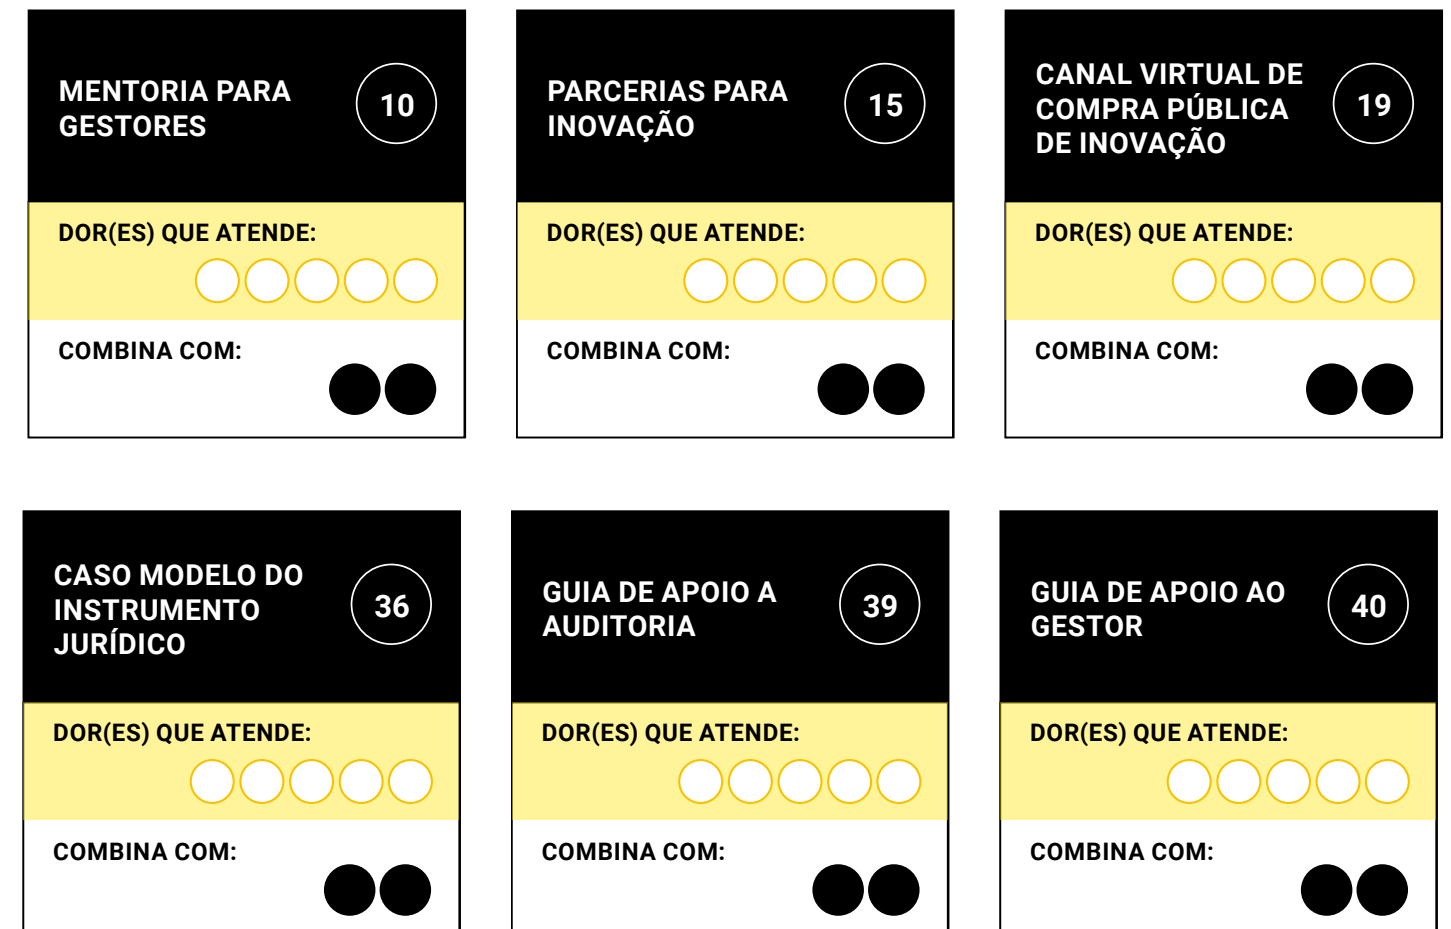 MENTORIA PARA
GESTORES
10
DOR(ES) QUE ATENDE:
COMBINA COM:
PARCERIAS PARA
INOVAÇÃO
15
DOR(ES) QUE ATENDE:
COMBINA COM:
CANAL VIRTUAL DE
COMPRA PÚBLICA
DE INOVAÇÃO
19
DOR(ES) QUE ATENDE:
COMBINA COM:
CASO MODELO DO
INSTRUMENTO
JURÍDICO
36
DOR(ES) QUE ATENDE:
COMBINA COM:
GUIA DE APOIO A
AUDITORIA
39
DOR(ES) QUE ATENDE:
COMBINA COM:
GUIA DE APOIO AO
GESTOR
40
DOR(ES) QUE ATENDE:
COMBINA COM: